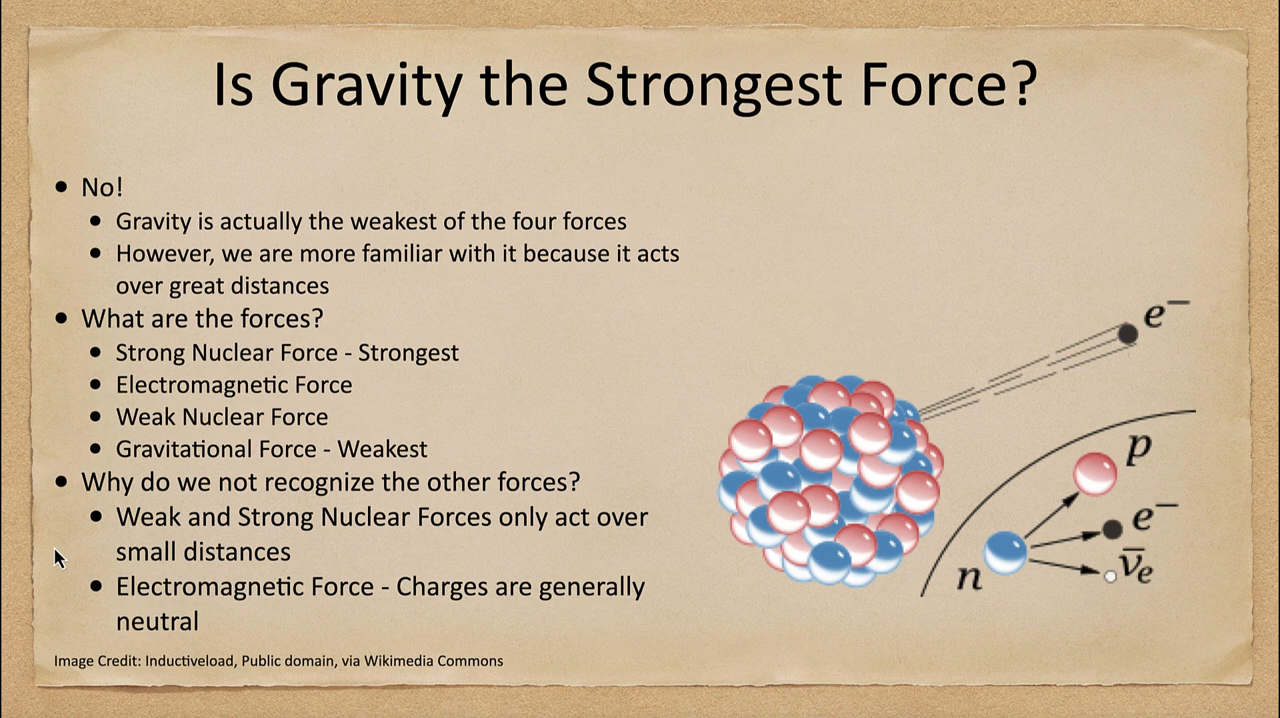 Is Gravity the Strongest Force?
• No!
• Gravity is actually the weakest of the four forces
• However, we are more familiar with it because it acts
over great distances
• What are the forces?
• Strong Nuclear Force - Strongest
• Electromagnetic Force
• Weak Nuclear Force
• Gravitational Force - Weakest
• Why do we not recognize the other forces?
• Weak and Strong Nuclear Forces only act over
small distances
• Electromagnetic Force - Charges are generally
neutral
Image Credit: Inductiveload, Public domain, via Wikimedia Commons
e⁻
p
e⁻
n
ν̅e